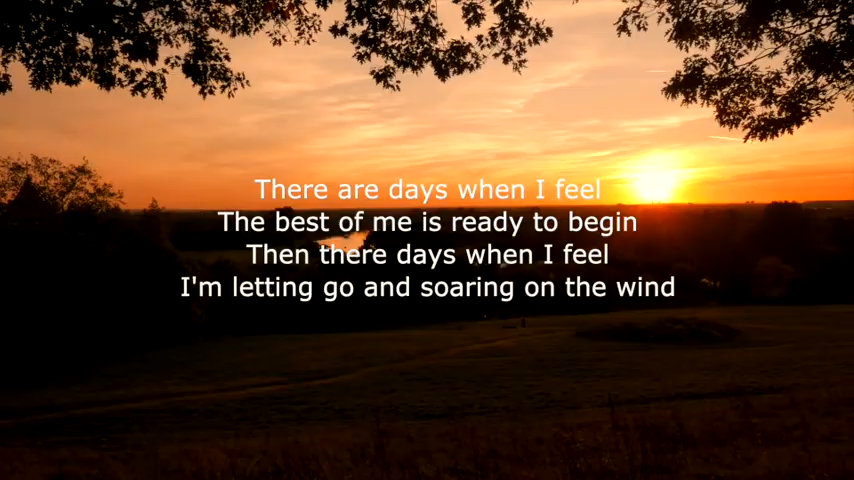 There are days when I feel
The best of me is ready to begin
Then there days when I feel
I'm letting go and soaring on the wind